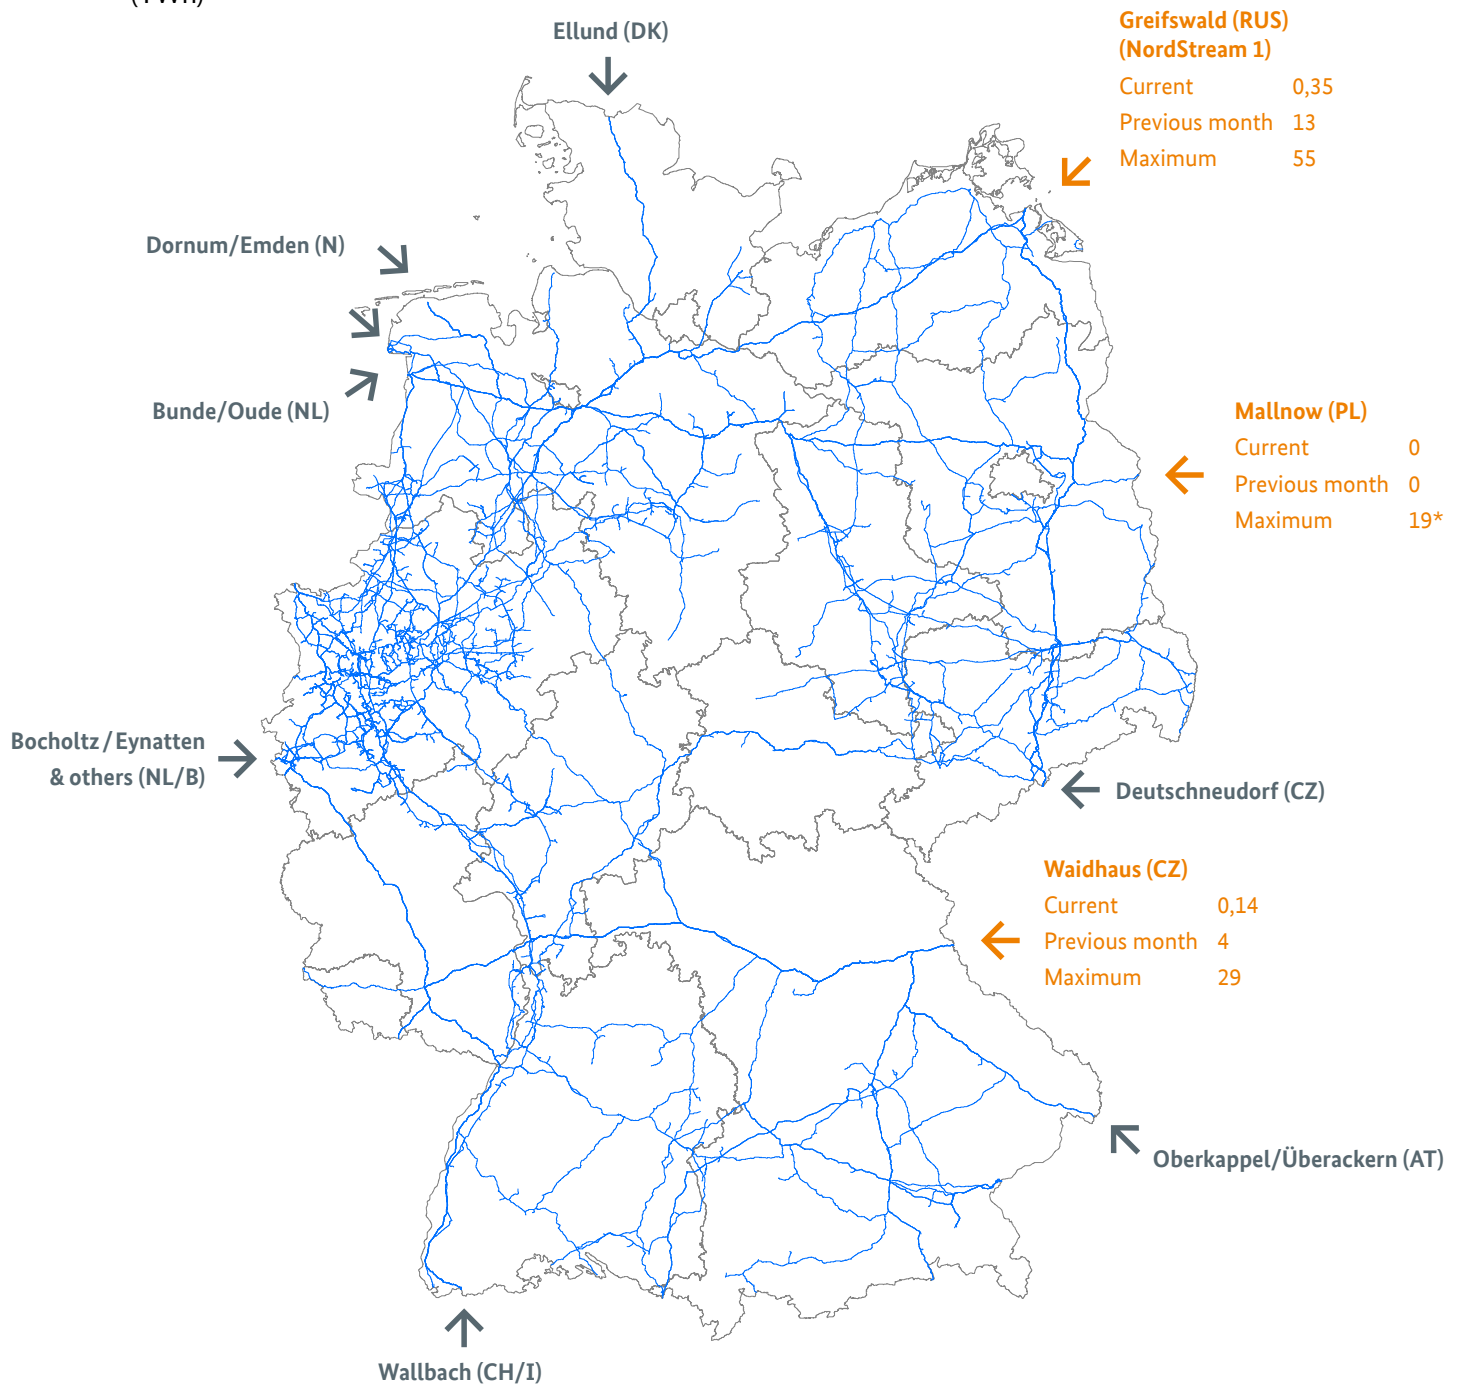 (TWh)
Ellund (DK)
Greifswald (RUS)
(NordStream 1)
Current 0,35
Previous month 13
Maximum 55
Dornum/Emden (N)
Bunde/Oude (NL)
Mallnow (PL)
Current 0
Previous month 0
Maximum 19*
Bocholtz / Eynatten
& others (NL/B)
Deutschneudorf (CZ)
Waidhaus (CZ)
Current 0,14
Previous month 4
Maximum 29
Oberkappel/Überackern (AT)
Wallbach (CH/I)